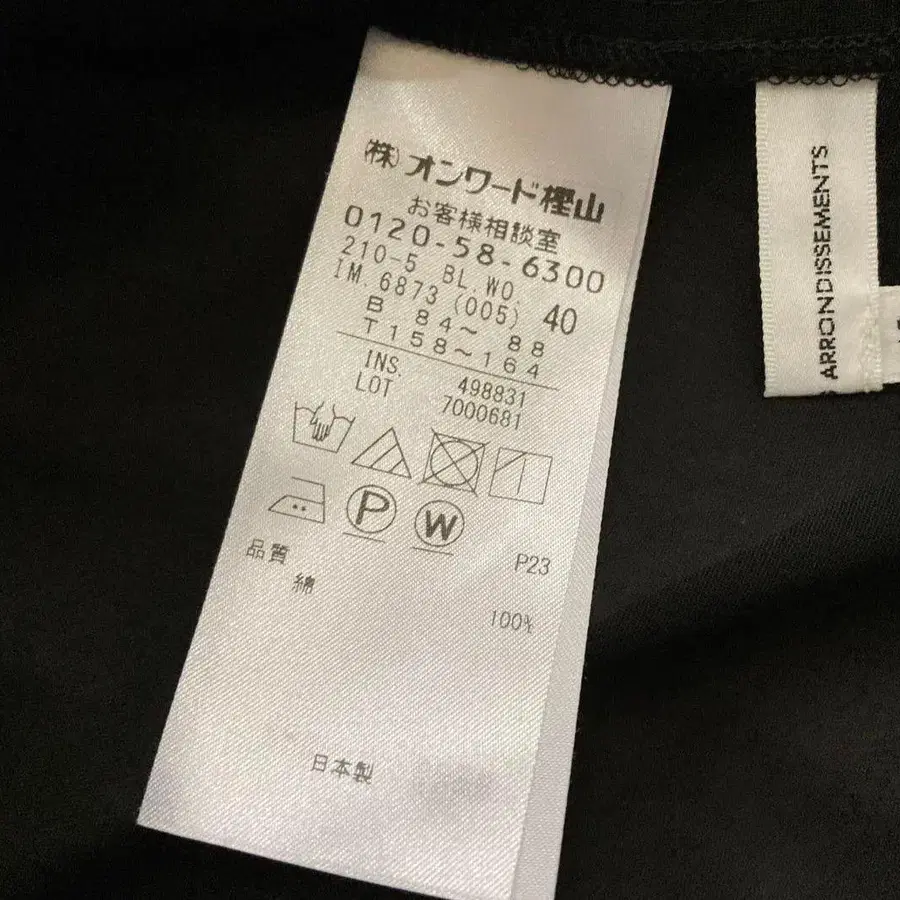 (株)オンワード樫山
お客様相談室
0120-58-6300
210-5 BL.WO.
IM.6873 (005) 40
B 84～ 88
T158～164
INS 498831
LOT 7000681
P
W
P23
品質
綿 100%
日本製
ARRONDISSEMENTS